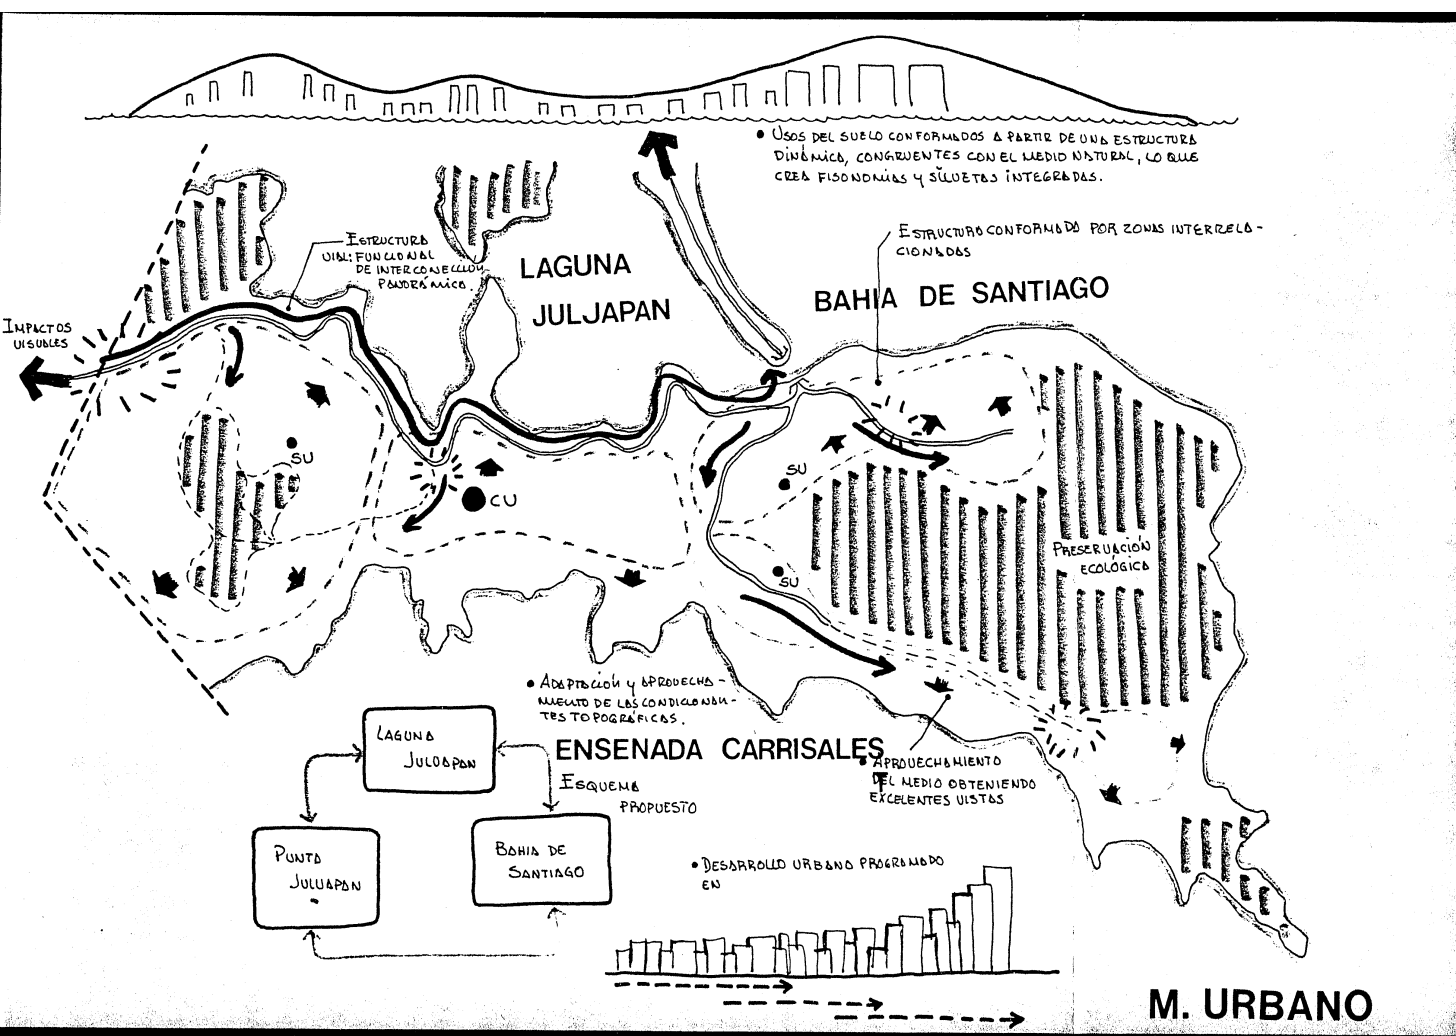 • USOS DEL SUELO CONFORMADOS A PARTIR DE UNA ESTRUCTURA
DINÁMICA, CONGRUENTES CON EL MEDIO NATURAL, LO QUE
CREA FISONOMIAS Y SILUETAS INTEGRADAS.
ESTRUCTURA CONFORMADA POR ZONAS INTERRELA-
CIONADAS
ESTRUCTURA
VIAL: FUNCIONAL
DE INTERCONECCION
PANORÁMICA.
LAGUNA
JULJAPAN
BAHIA DE SANTIAGO
IMPACTOS
VISUALES
SU
CU
SU
SU
PRESERVACIÓN
ECOLÓGICA
• ADAPTACIÓN Y APROVECHA-
MIENTO DE LAS CONDICIONAN-
TES TOPOGRÁFICAS.
ENSENADA CARRISALES
• APROVECHAMIENTO
DEL MEDIO OBTENIENDO
EXCELENTES VISTAS
LAGUNA
JULUAPAN
ESQUEMA
PROPUESTO
PUNTA
JULUAPAN
BAHIA DE
SANTIAGO
• DESARROLLO URBANO PROGRAMADO
EN
M. URBANO